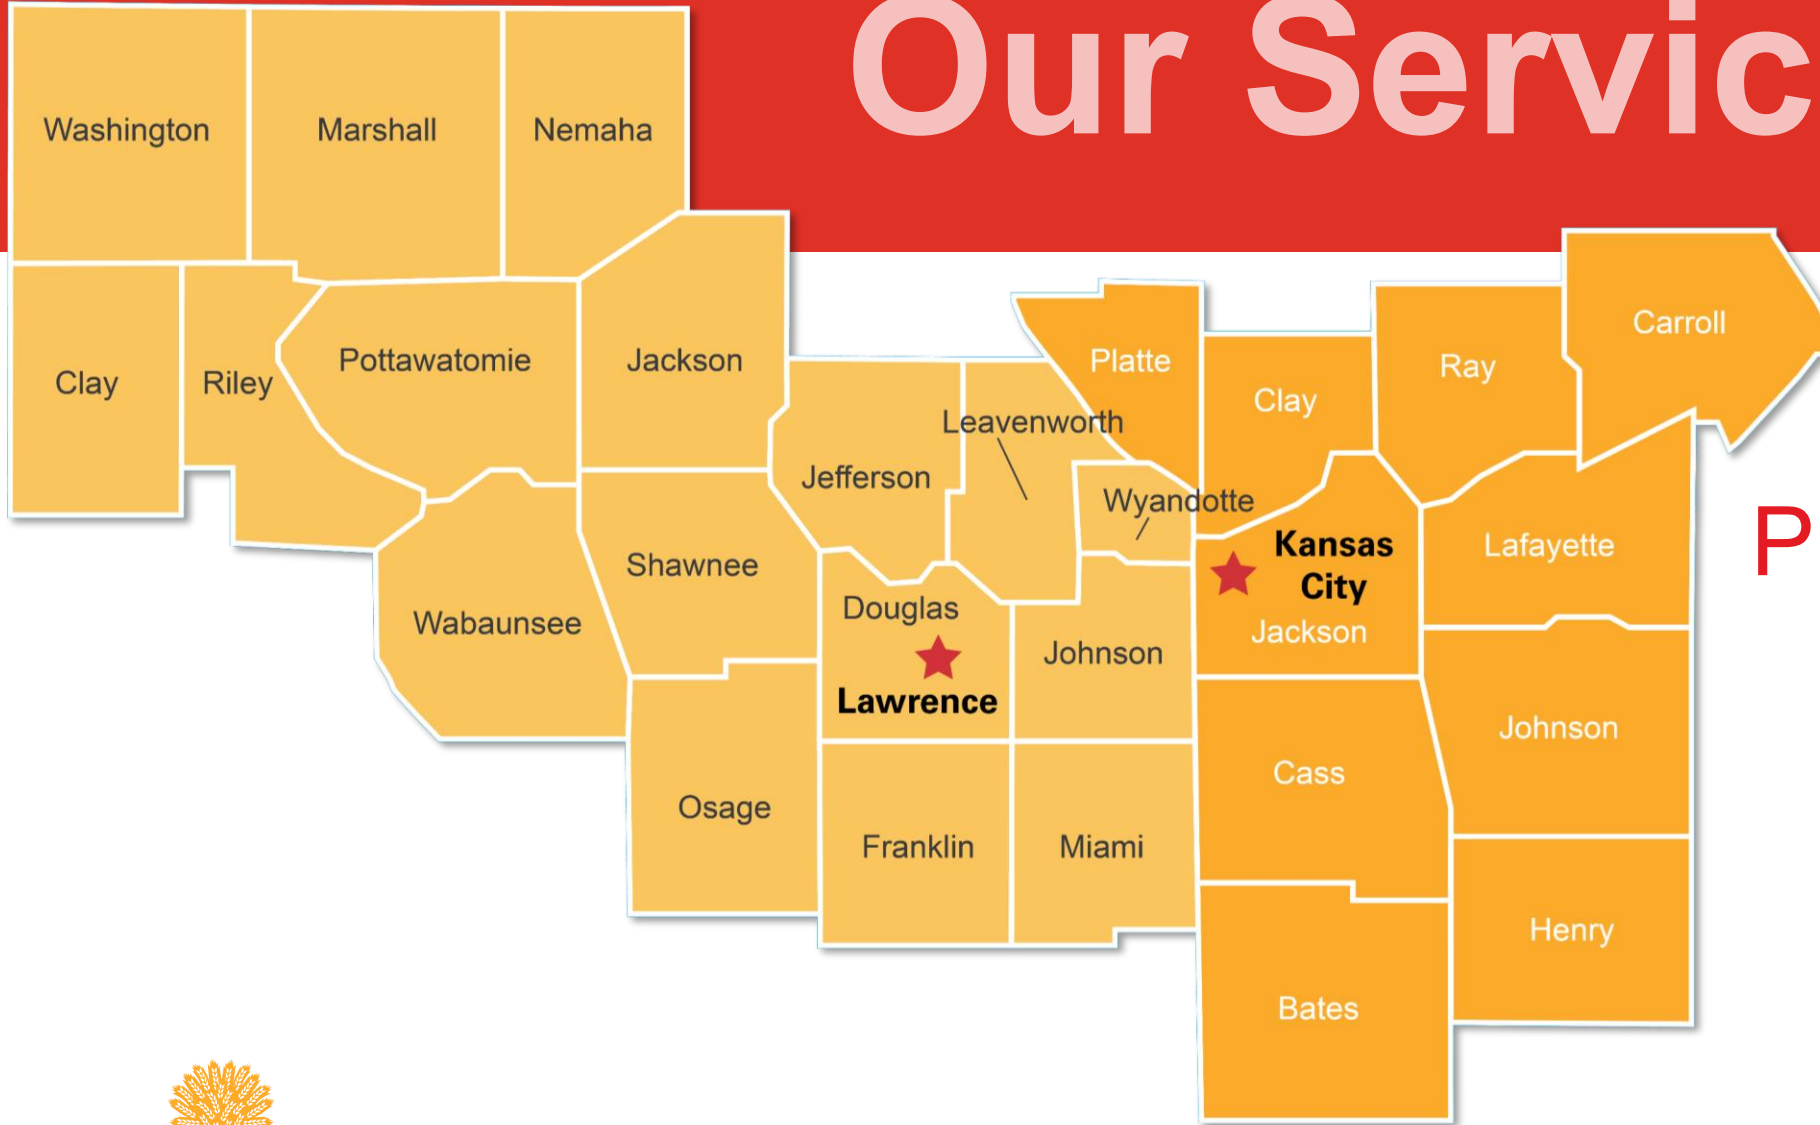 Our Servic
Washington
Marshall
Nemaha
Clay
Riley
Pottawatomie
Jackson
Platte
Clay
Ray
Carroll
Leavenworth
Jefferson
Wyandotte
Shawnee
Kansas
City
Jackson
Lafayette
P
Wabaunsee
Douglas
Lawrence
Johnson
Johnson
Osage
Franklin
Miami
Cass
Henry
Bates